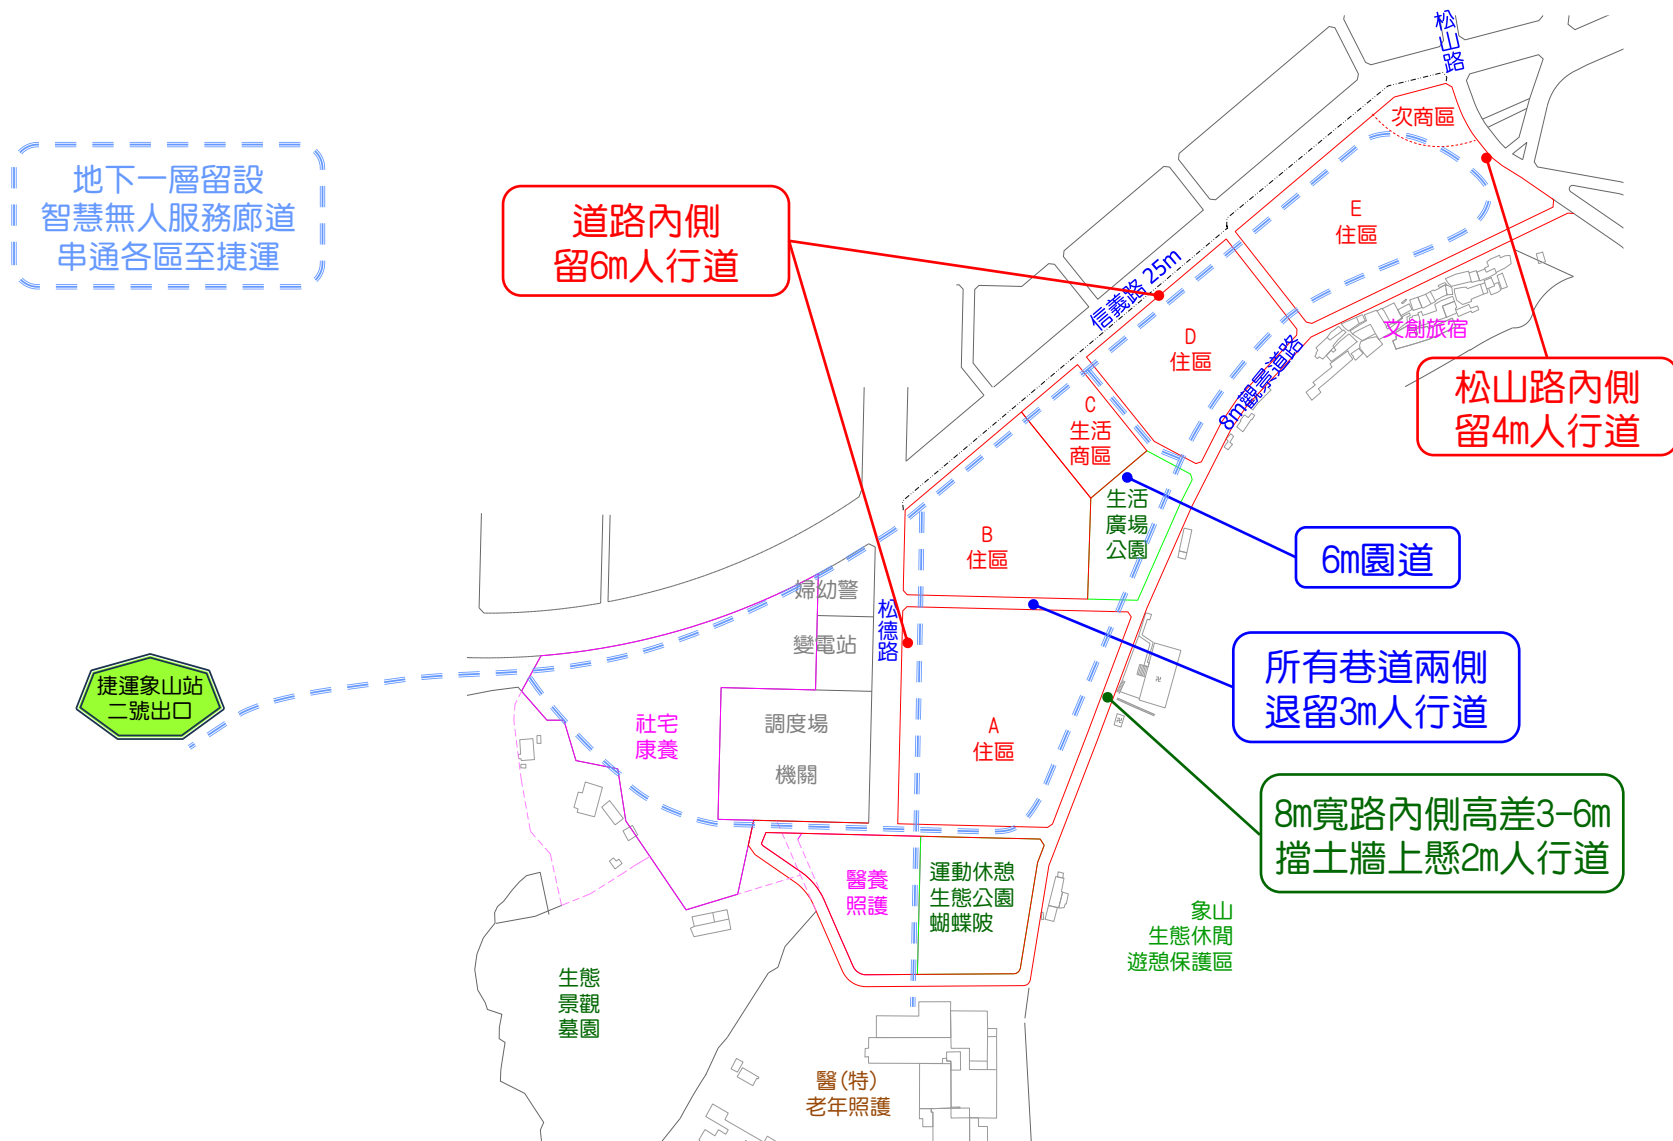 松山路
次商區
地下一層留設
智慧無人服務廊道
串通各區至捷運
道路內側
留6m人行道
E
住區
信義路 25m
文創旅宿
D
住區
8m觀景道路
松山路內側
留4m人行道
C
生活
商區
生活
廣場
公園
B
住區
6m園道
婦幼警
松德路
變電站
所有巷道兩側
退留3m人行道
捷運象山站
二號出口
社宅
康養
調度場
機關
A
住區
8m寬路內側高差3-6m
擋土牆上懸2m人行道
醫養
照護
運動休憩
生態公園
蝴蝶陂
象山
生態休閒
遊憩保護區
生態
景觀
墓園
醫(特)
老年照護
卍
卍